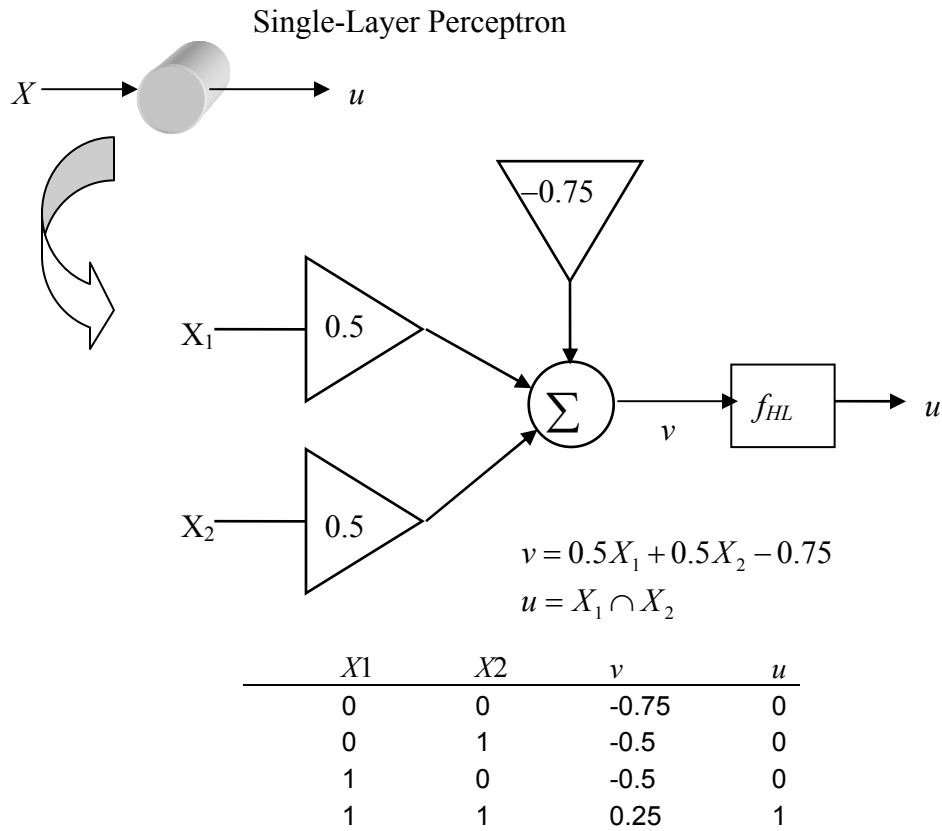 Single-Layer Perceptron
X u
−0.75
X₁ 0.5
Σ v f_HL u
X₂ 0.5
v = 0.5X₁ + 0.5X₂ − 0.75
u = X₁ ∩ X₂
X1 X2 v u
0 0 -0.75 0
0 1 -0.5 0
1 0 -0.5 0
1 1 0.25 1